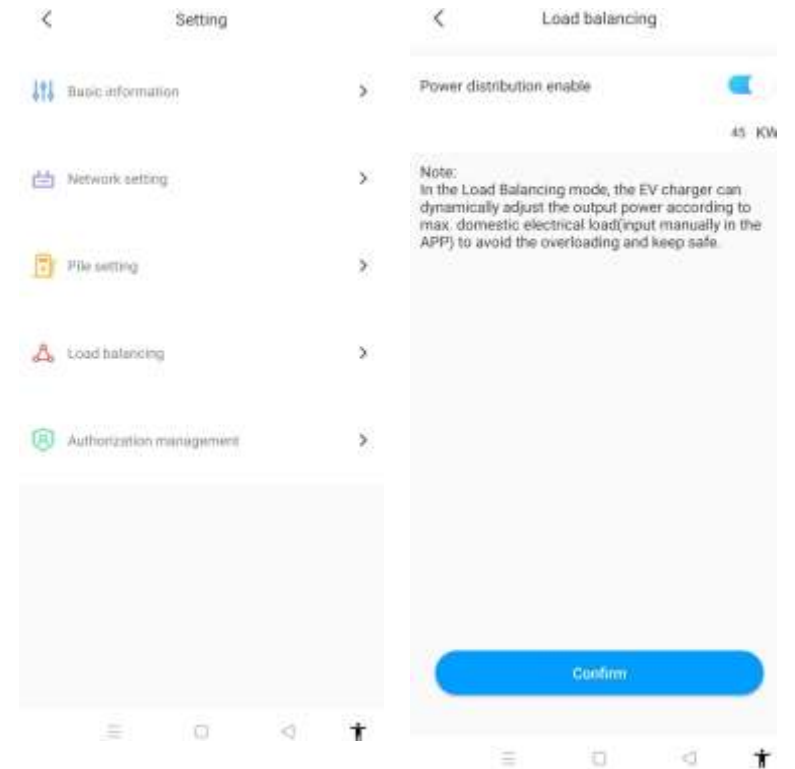 Setting
Basic information
Network setting
Pile setting
Load balancing
Authorization management
Load balancing
Power distribution enable
45 KW
Note:
In the Load Balancing mode, the EV charger can
dynamically adjust the output power according to
max. domestic electrical load(input manually in the
APP) to avoid the overloading and keep safe.
Confirm